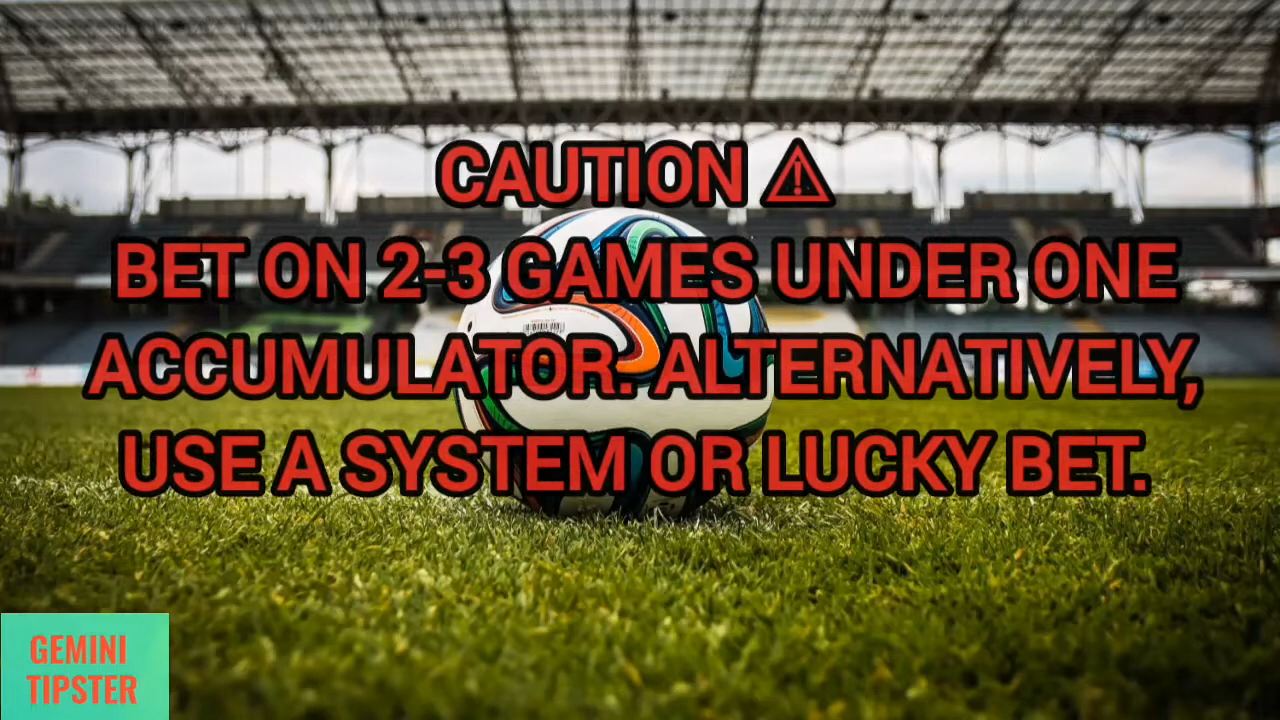 CAUTION ⚠
BET ON 2-3 GAMES UNDER ONE
ACCUMULATOR. ALTERNATIVELY,
USE A SYSTEM OR LUCKY BET.
GEMINI
TIPSTER